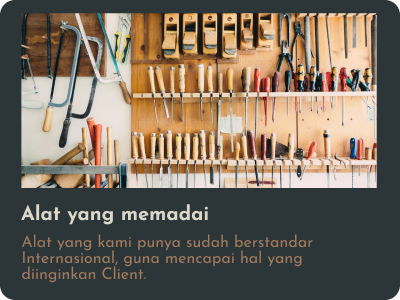 Alat yang memadai
Alat yang kami punya sudah berstandar
Internasional, guna mencapai hal yang
diinginkan Client.